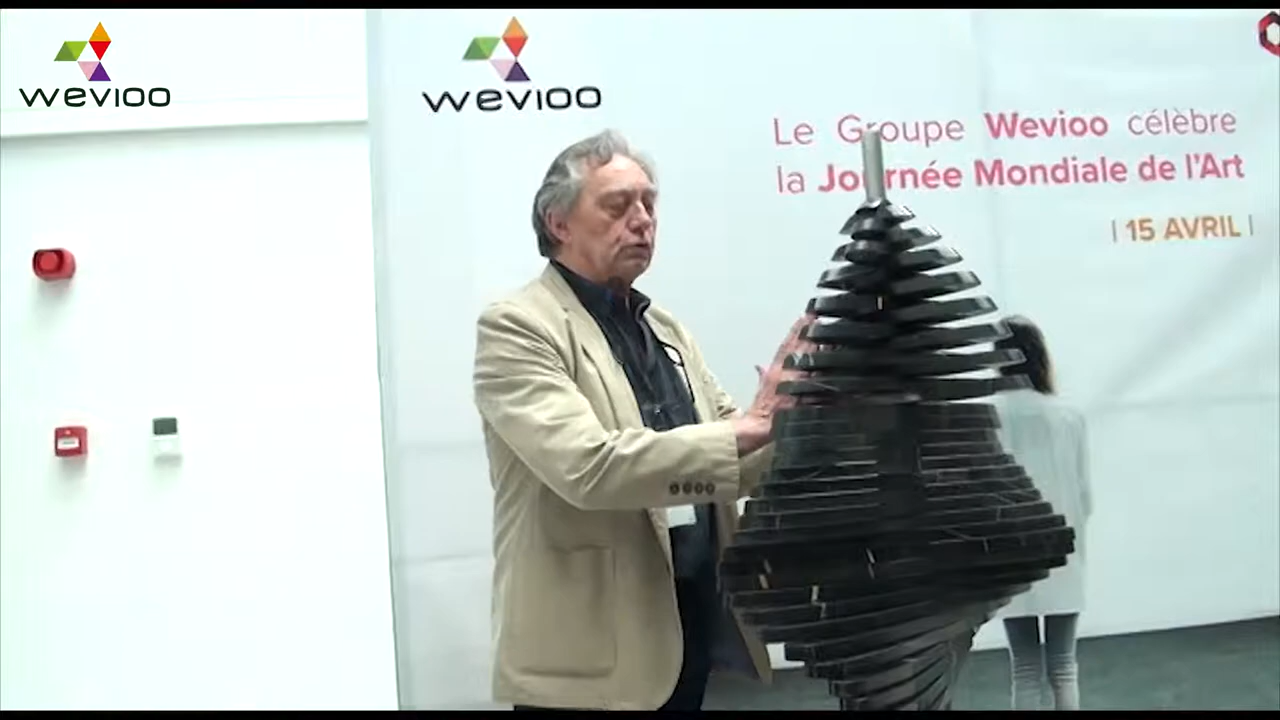 wevioo
wevioo
Le Groupe Wevioo célèbre
la Journée Mondiale de l'Art
| 15 AVRIL |